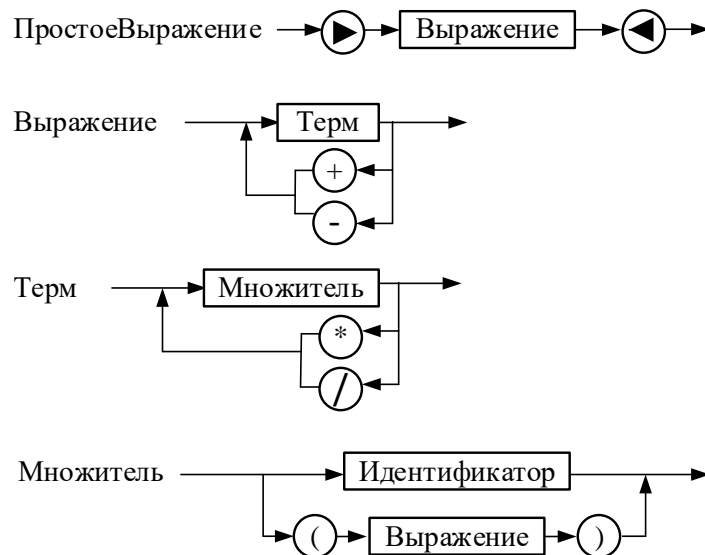 ПростоеВыражение ▶ Выражение ◀
Выражение Терм
+
-
Терм Множитель
*
/
Множитель Идентификатор
( Выражение )